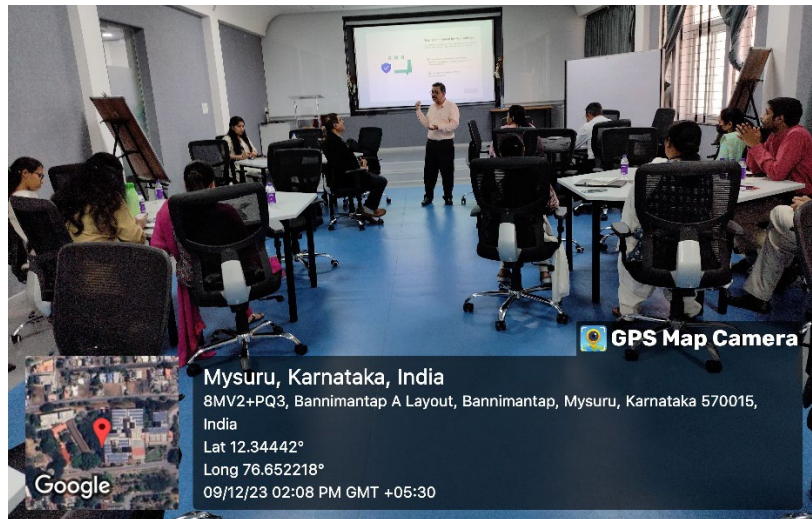 GPS Map Camera
Mysuru, Karnataka, India
8MV2+PQ3, Bannimantap A Layout, Bannimantap, Mysuru, Karnataka 570015,
India
Lat 12.34442°
Long 76.652218°
09/12/23 02:08 PM GMT +05:30
Google